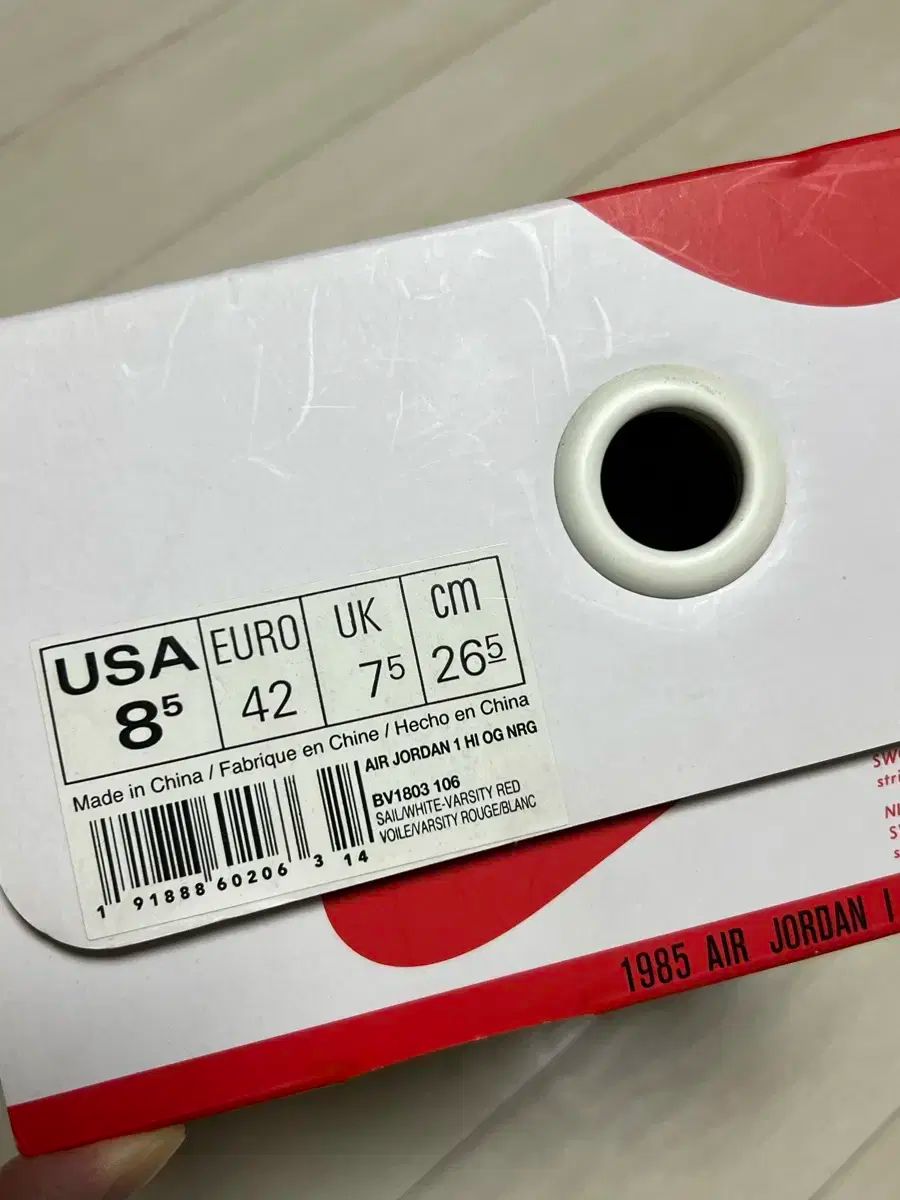 USA EURO UK cm
8⁵ 42 7⁵ 26⁵
Made in China / Fabrique en Chine / Hecho en China
AIR JORDAN 1 HI OG NRG
BV1803 106
SAIL/WHITE-VARSITY RED
VOILE/VARSITY ROUGE/BLANC
1 91888 60206 3 14
1985 AIR JORDAN I